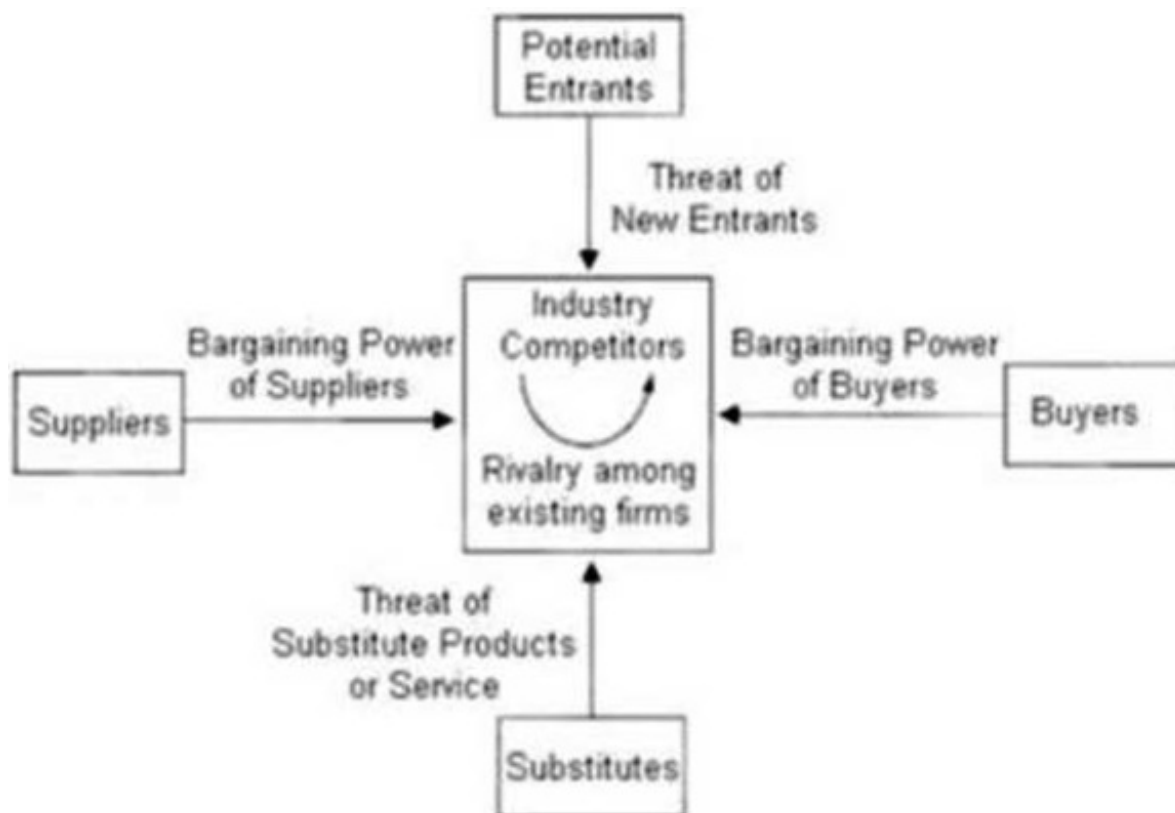 Potential
Entrants
Threat of
New Entrants
Industry
Competitors
Bargaining Power
of Suppliers
Bargaining Power
of Buyers
Suppliers
Buyers
Rivalry among
existing firms
Threat of
Substitute Products
or Service
Substitutes